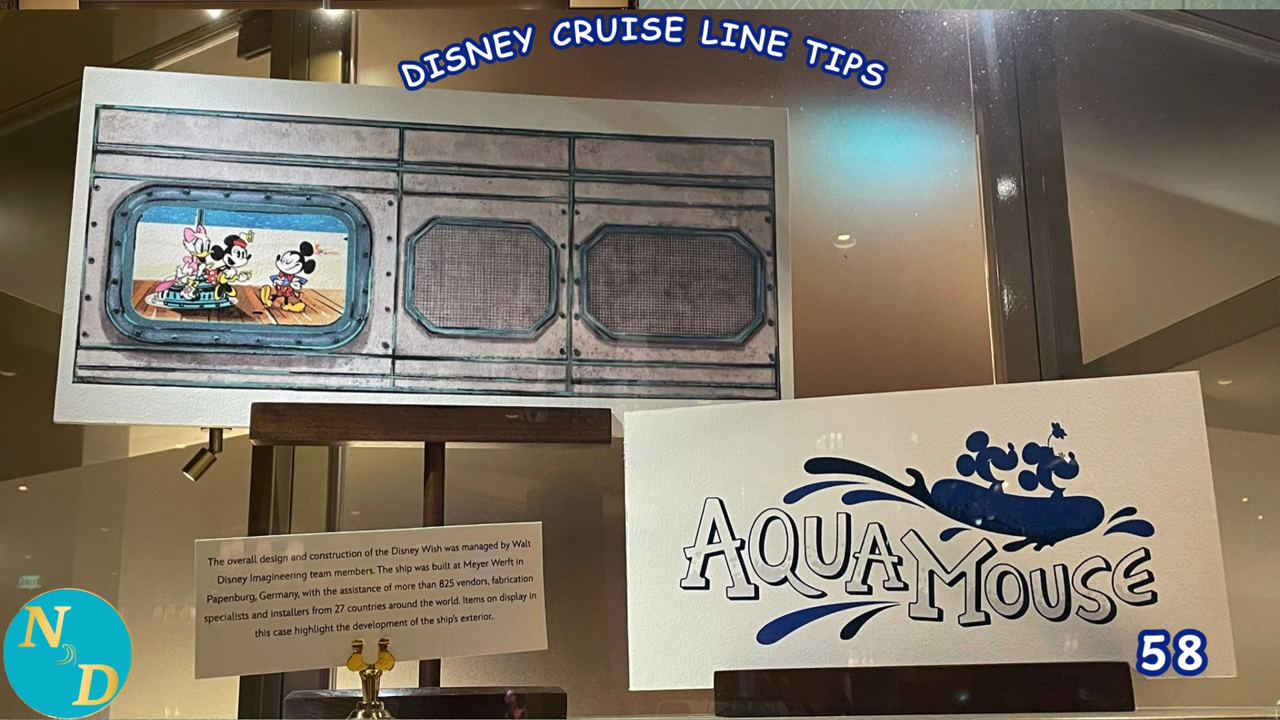 DISNEY CRUISE LINE TIPS
The overall design and construction of the Disney Wish was managed by Walt
Disney Imagineering team members. The ship was built at Meyer Werft in
Papenburg, Germany, with the assistance of more than 825 vendors, fabrication
specialists and installers from 27 countries around the world. Items on display in
this case highlight the development of the ship's exterior.
AQUAMOUSE
58
N D